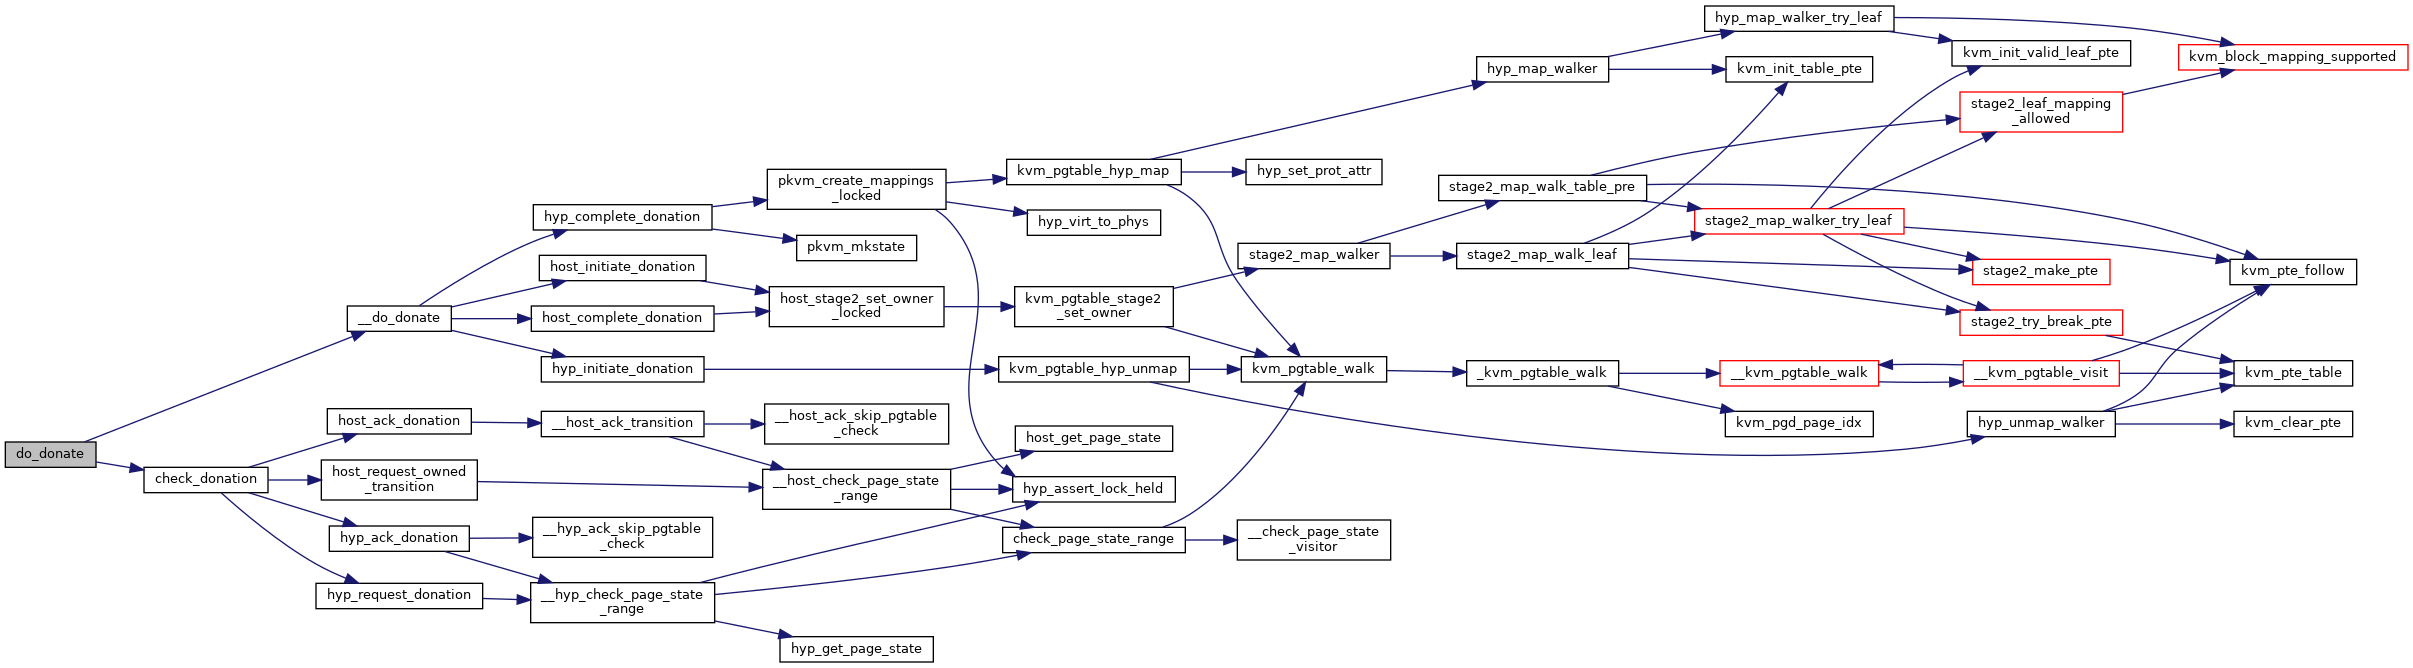 do_donate
__do_donate
hyp_complete_donation
pkvm_create_mappings
_locked
kvm_pgtable_hyp_map
hyp_map_walker
hyp_map_walker_try_leaf
kvm_block_mapping_supported
kvm_init_valid_leaf_pte
kvm_init_table_pte
kvm_pgtable_walk
_kvm_pgtable_walk
__kvm_pgtable_walk
__kvm_pgtable_visit
kvm_pte_follow
kvm_pte_table
kvm_pgd_page_idx
hyp_set_prot_attr
hyp_assert_lock_held
hyp_virt_to_phys
pkvm_mkstate
host_initiate_donation
host_stage2_set_owner
_locked
kvm_pgtable_stage2
_set_owner
stage2_map_walker
stage2_map_walk_table_pre
stage2_leaf_mapping
_allowed
stage2_map_walker_try_leaf
stage2_make_pte
stage2_try_break_pte
stage2_map_walk_leaf
host_complete_donation
hyp_initiate_donation
kvm_pgtable_hyp_unmap
hyp_unmap_walker
kvm_clear_pte
check_donation
host_ack_donation
__host_ack_transition
__host_ack_skip_pgtable
_check
__host_check_page_state
_range
host_get_page_state
check_page_state_range
__check_page_state
_visitor
host_request_owned
_transition
hyp_ack_donation
__hyp_ack_skip_pgtable
_check
__hyp_check_page_state
_range
hyp_get_page_state
hyp_request_donation